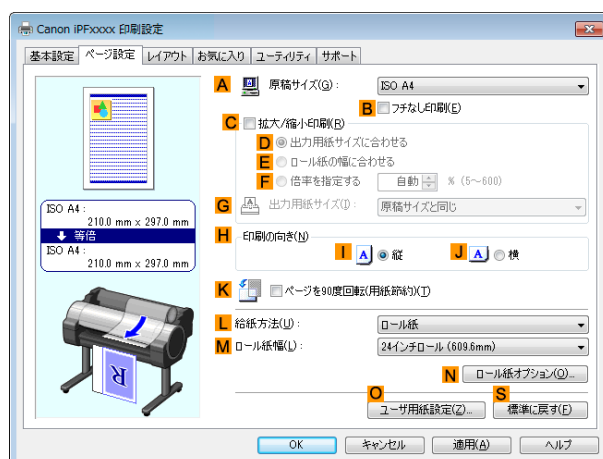 Canon iPFxxxx 印刷設定
基本設定 ページ設定 レイアウト お気に入り ユーティリティ サポート
A 原稿サイズ(G): ISO A4
B フチなし印刷(E)
C 拡大/縮小印刷(R)
D 出力用紙サイズに合わせる
E ロール紙の幅に合わせる
F 倍率を指定する 自動 % (5~600)
G 出力用紙サイズ(I): 原稿サイズと同じ
ISO A4 :
210.0 mm x 297.0 mm
等倍
ISO A4 :
210.0 mm x 297.0 mm
H 印刷の向き(N)
I A 縦 J A 横
K ページを90度回転(用紙節約)(T)
L 給紙方法(U): ロール紙
M ロール紙幅(L): 24インチロール (609.6mm)
R
N ロール紙オプション(O)...
O S
ユーザ用紙設定(Z)... 標準に戻す(F)
OK キャンセル 適用(A) ヘルプ